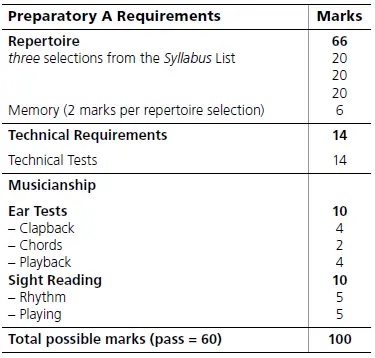 Preparatory A Requirements Marks
Repertoire 66
three selections from the Syllabus List 20
20
20
Memory (2 marks per repertoire selection) 6
Technical Requirements 14
Technical Tests 14
Musicianship
Ear Tests 10
– Clapback 4
– Chords 2
– Playback 4
Sight Reading 10
– Rhythm 5
– Playing 5
Total possible marks (pass = 60) 100